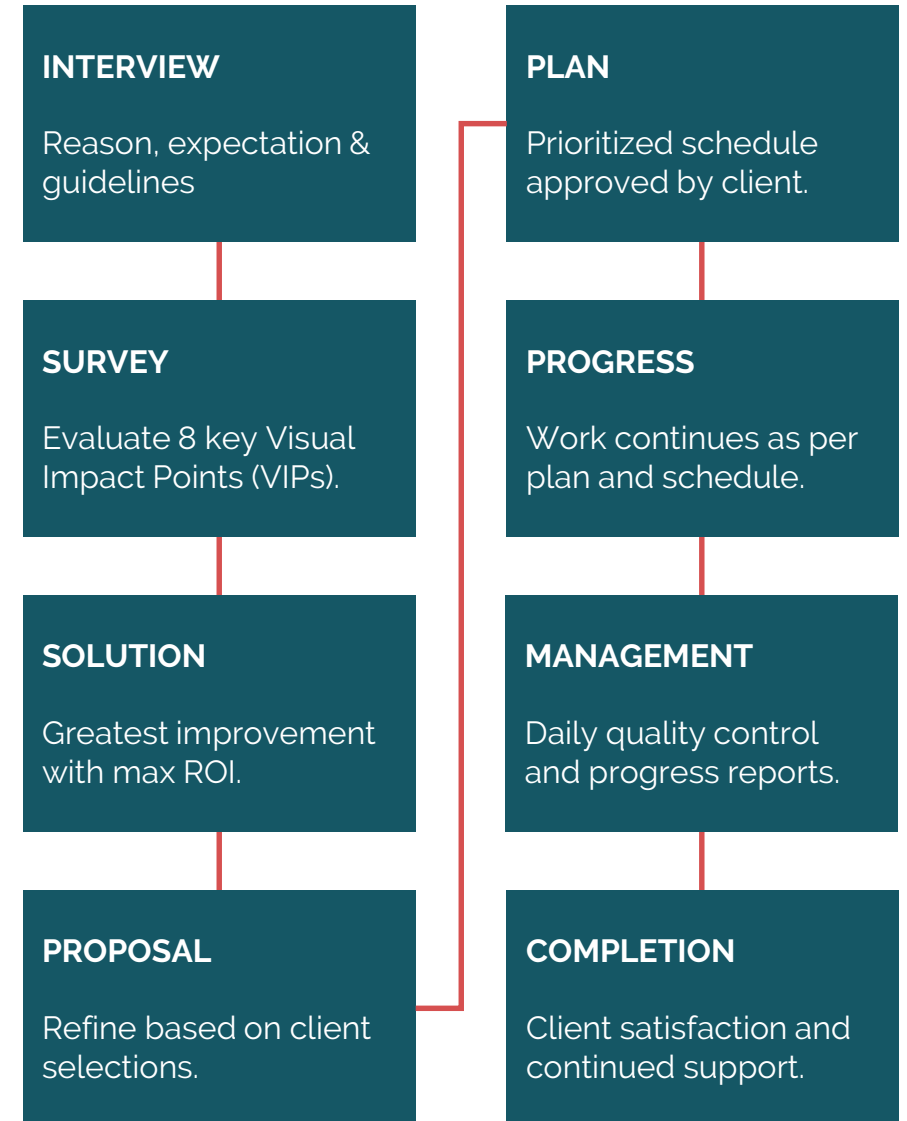 INTERVIEW
Reason, expectation &
guidelines
SURVEY
Evaluate 8 key Visual
Impact Points (VIPs).
SOLUTION
Greatest improvement
with max ROI.
PROPOSAL
Refine based on client
selections.
PLAN
Prioritized schedule
approved by client.
PROGRESS
Work continues as per
plan and schedule.
MANAGEMENT
Daily quality control
and progress reports.
COMPLETION
Client satisfaction and
continued support.